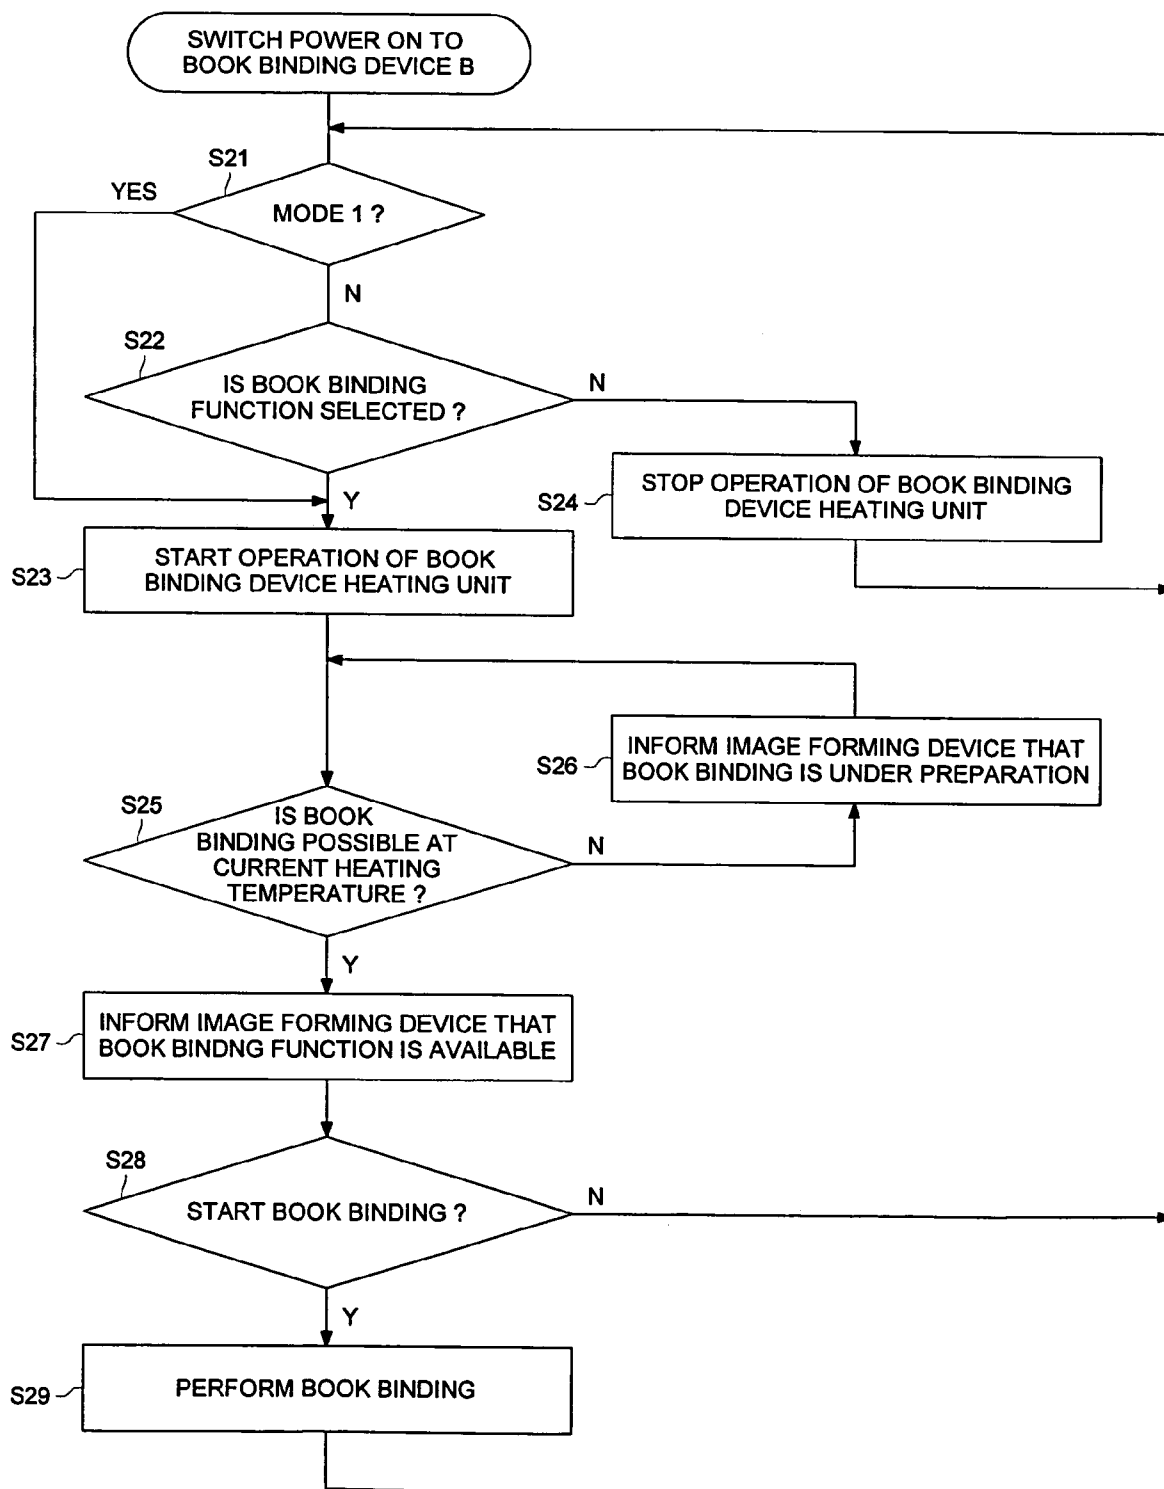 SWITCH POWER ON TO
BOOK BINDING DEVICE B
S21
YES
MODE 1 ?
N
S22
IS BOOK BINDING
FUNCTION SELECTED ?
N
Y
S24
STOP OPERATION OF BOOK BINDING
DEVICE HEATING UNIT
S23
START OPERATION OF BOOK
BINDING DEVICE HEATING UNIT
S26
INFORM IMAGE FORMING DEVICE THAT
BOOK BINDING IS UNDER PREPARATION
S25
IS BOOK
BINDING POSSIBLE AT
CURRENT HEATING
TEMPERATURE ?
N
Y
S27
INFORM IMAGE FORMING DEVICE THAT
BOOK BINDNG FUNCTION IS AVAILABLE
S28
START BOOK BINDING ?
N
Y
S29
PERFORM BOOK BINDING